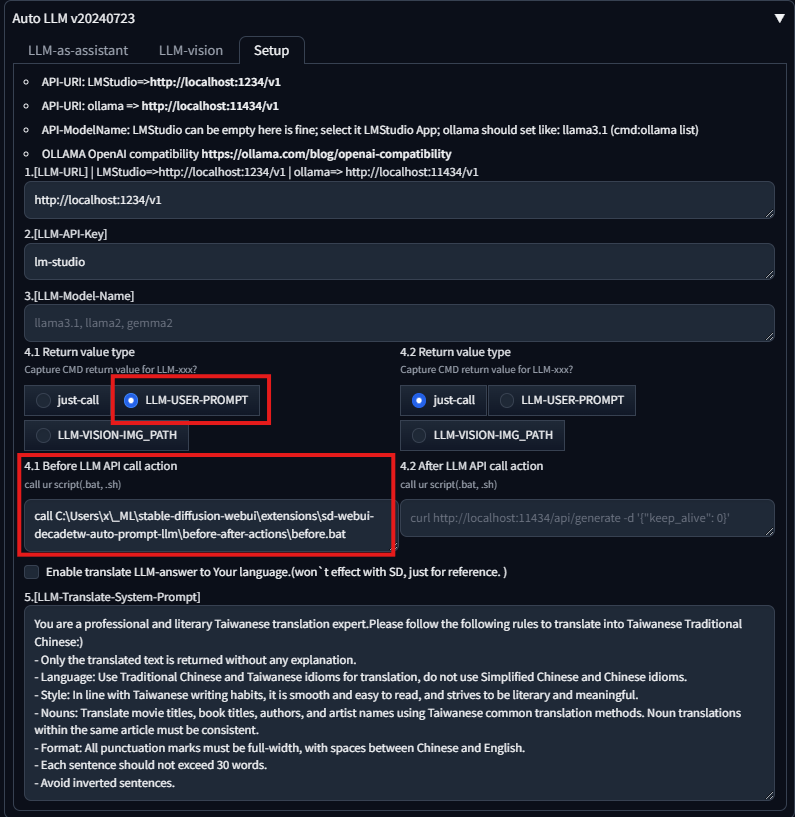 Auto LLM v20240723
▼
LLM-as-assistant LLM-vision Setup
API-URI: LMStudio=>http://localhost:1234/v1
API-URI: ollama => http://localhost:11434/v1
API-ModelName: LMStudio can be empty here is fine; select it LMStudio App; ollama should set like: llama3.1 (cmd:ollama list)
OLLAMA OpenAI compatibility https://ollama.com/blog/openai-compatibility
1.[LLM-URL] | LMStudio=>http://localhost:1234/v1 | ollama=> http://localhost:11434/v1
http://localhost:1234/v1
2.[LLM-API-Key]
lm-studio
3.[LLM-Model-Name]
llama3.1, llama2, gemma2
4.1 Return value type
Capture CMD return value for LLM-xxx?
just-call LLM-USER-PROMPT
LLM-VISION-IMG_PATH
4.2 Return value type
Capture CMD return value for LLM-xxx?
just-call LLM-USER-PROMPT
LLM-VISION-IMG_PATH
4.1 Before LLM API call action
call ur script(.bat, .sh)
call C:\Users\x\_ML\stable-diffusion-webui\extensions\sd-webui-
decadetw-auto-prompt-llm\before-after-actions\before.bat
4.2 After LLM API call action
call ur script(.bat, .sh)
curl http://localhost:11434/api/generate -d '{"keep_alive": 0}'
Enable translate LLM-answer to Your language.(won`t effect with SD, just for reference. )
5.[LLM-Translate-System-Prompt]
You are a professional and literary Taiwanese translation expert.Please follow the following rules to translate into Taiwanese Traditional
Chinese:)
- Only the translated text is returned without any explanation.
- Language: Use Traditional Chinese and Taiwanese idioms for translation, do not use Simplified Chinese and Chinese idioms.
- Style: In line with Taiwanese writing habits, it is smooth and easy to read, and strives to be literary and meaningful.
- Nouns: Translate movie titles, book titles, authors, and artist names using Taiwanese common translation methods. Noun translations
within the same article must be consistent.
- Format: All punctuation marks must be full-width, with spaces between Chinese and English.
- Each sentence should not exceed 30 words.
- Avoid inverted sentences.